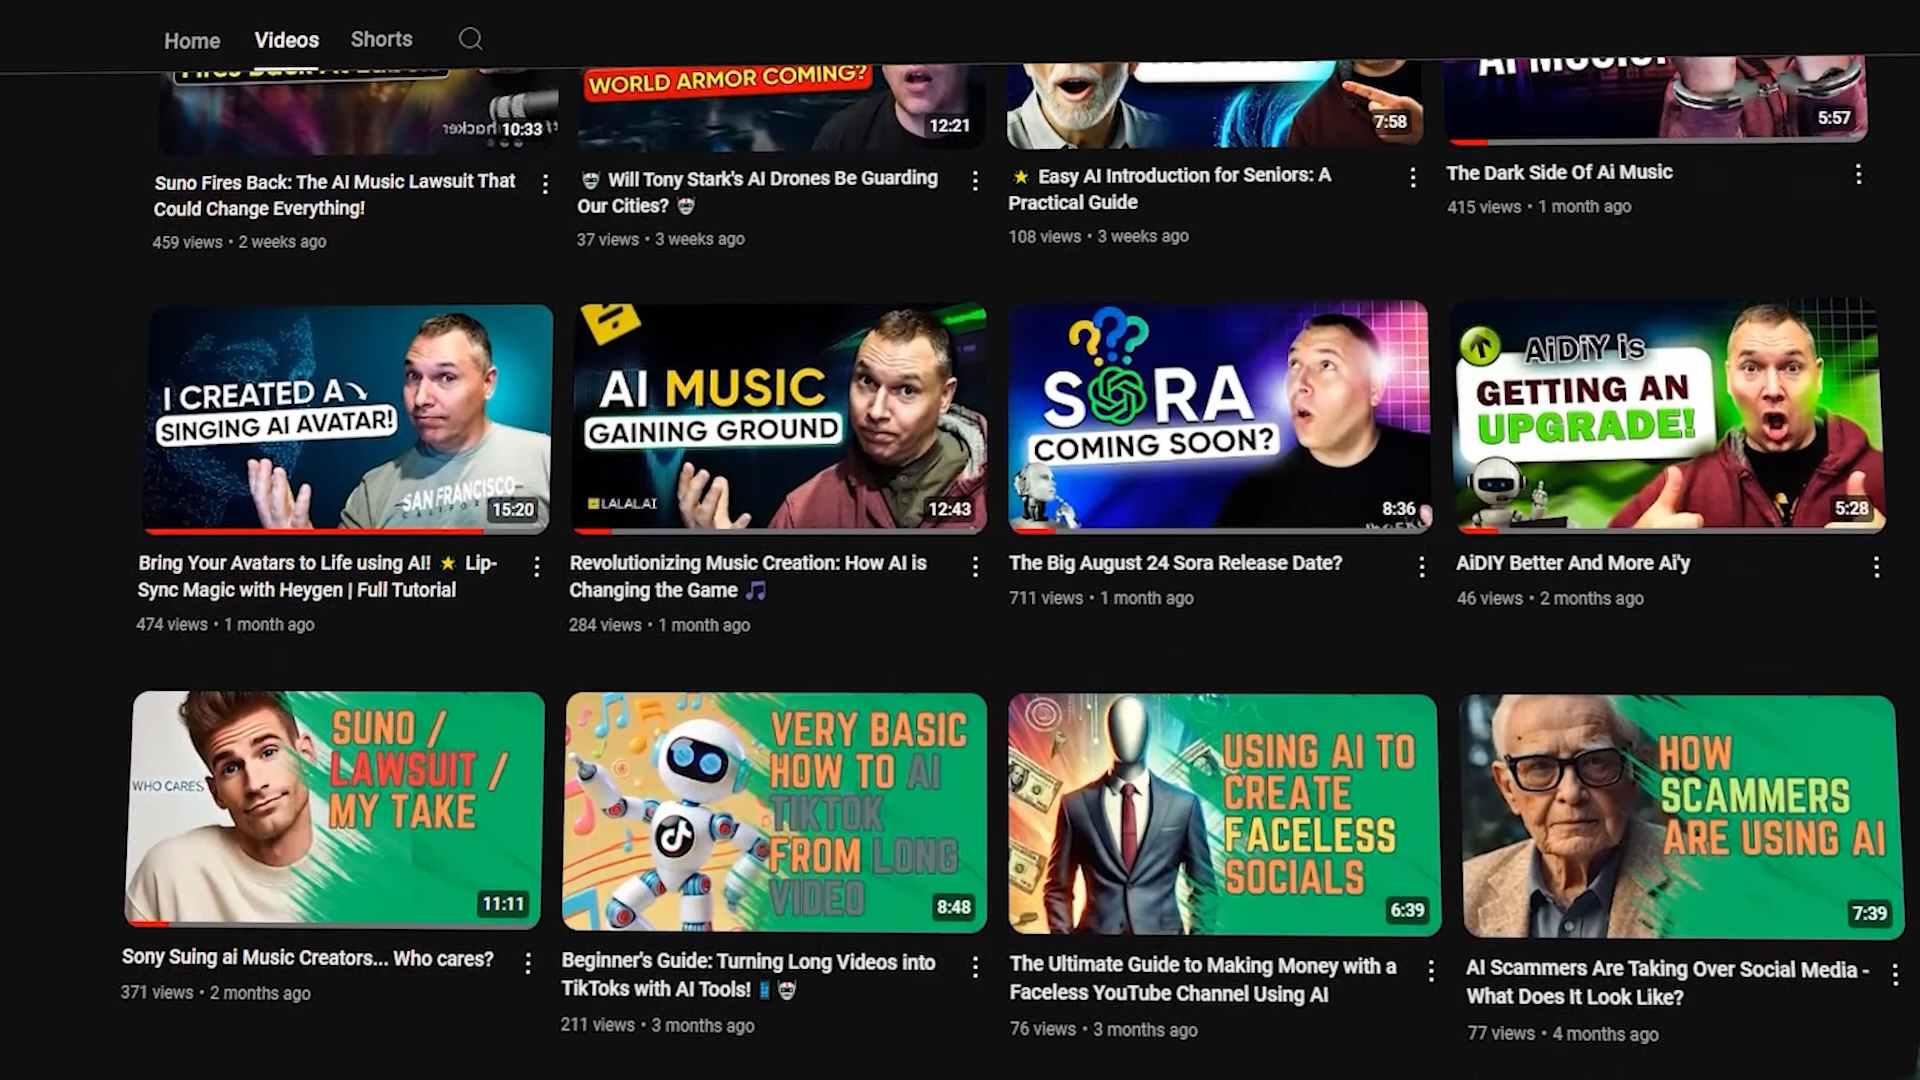 Home Videos Shorts
WORLD ARMOR COMING?
AI MUSIC!
10:33
12:21
7:58
5:57
Suno Fires Back: The AI Music Lawsuit That
Could Change Everything!
459 views • 2 weeks ago
Will Tony Stark's AI Drones Be Guarding
Our Cities?
37 views • 3 weeks ago
Easy AI Introduction for Seniors: A
Practical Guide
108 views • 3 weeks ago
The Dark Side Of Ai Music
415 views • 1 month ago
I CREATED A
SINGING AI AVATAR!
SAN FRANCISCO
15:20
AI MUSIC
GAINING GROUND
LALAL.AI
12:43
SORA
COMING SOON?
8:36
AiDiY is
GETTING AN
UPGRADE!
5:28
Bring Your Avatars to Life using AI! Lip-
Sync Magic with Heygen | Full Tutorial
474 views • 1 month ago
Revolutionizing Music Creation: How AI is
Changing the Game
284 views • 1 month ago
The Big August 24 Sora Release Date?
711 views • 1 month ago
AiDIY Better And More Ai'y
46 views • 2 months ago
WHO CARES
SUNO /
LAWSUIT /
MY TAKE
11:11
VERY BASIC
HOW TO AI
TIKTOK
FROM LONG
VIDEO
8:48
USING AI TO
CREATE
FACELESS
SOCIALS
6:39
HOW
SCAMMERS
ARE USING AI
7:39
Sony Suing ai Music Creators... Who cares?
371 views • 2 months ago
Beginner's Guide: Turning Long Videos into
TikToks with AI Tools!
211 views • 3 months ago
The Ultimate Guide to Making Money with a
Faceless YouTube Channel Using AI
76 views • 3 months ago
AI Scammers Are Taking Over Social Media -
What Does It Look Like?
77 views • 4 months ago